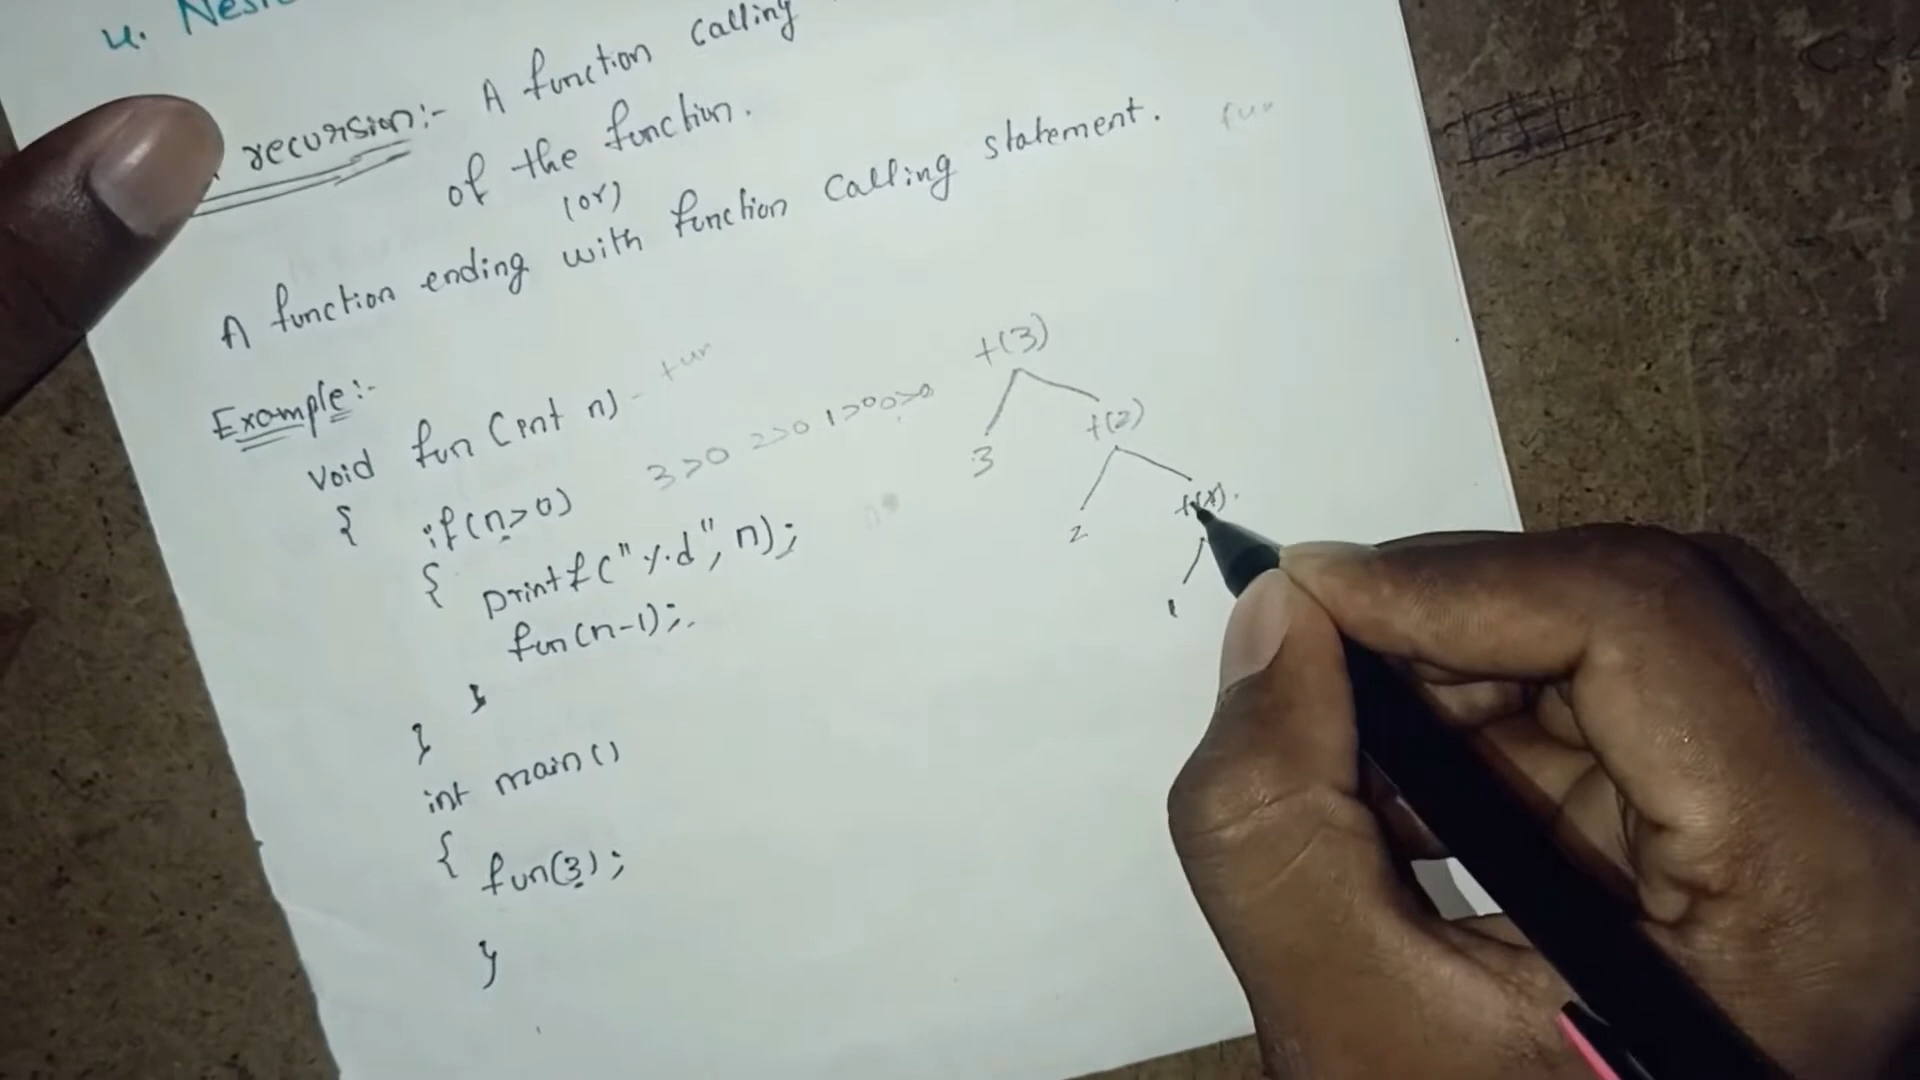 4.
recursion:- A function calling
of the function.
(or)
A function ending with function calling statement.
Example:-
void fun (int n)
{ if(n>0)
3>0 2>0 1>0 0>0
{ printf("%d", n);
fun(n-1);
}
}
int main()
{ fun(3);
}
f(3)
3 f(2)
2 f(1)
1